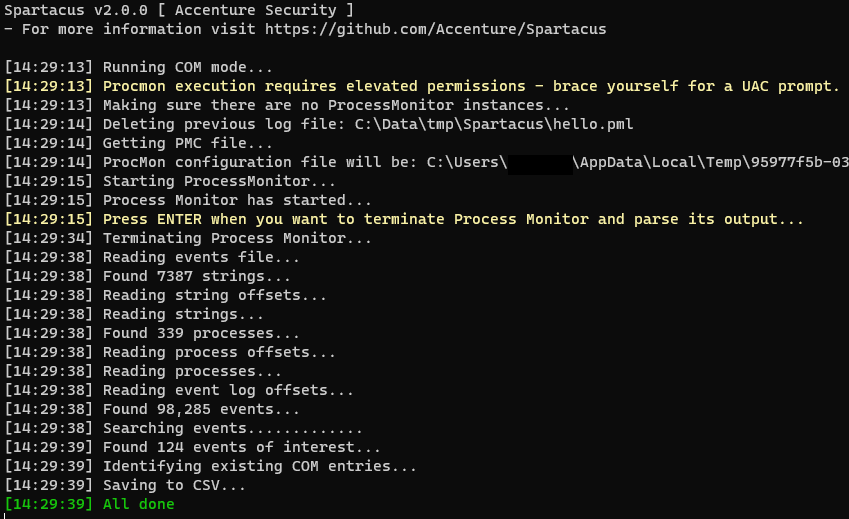 Spartacus v2.0.0 [ Accenture Security ]
- For more information visit https://github.com/Accenture/Spartacus
[14:29:13] Running COM mode...
[14:29:13] Procmon execution requires elevated permissions - brace yourself for a UAC prompt.
[14:29:13] Making sure there are no ProcessMonitor instances...
[14:29:14] Deleting previous log file: C:\Data\tmp\Spartacus\hello.pml
[14:29:14] Getting PMC file...
[14:29:14] ProcMon configuration file will be: C:\Users\ \AppData\Local\Temp\95977f5b-03
[14:29:15] Starting ProcessMonitor...
[14:29:15] Process Monitor has started...
[14:29:15] Press ENTER when you want to terminate Process Monitor and parse its output...
[14:29:34] Terminating Process Monitor...
[14:29:38] Reading events file...
[14:29:38] Found 7387 strings...
[14:29:38] Reading string offsets...
[14:29:38] Reading strings...
[14:29:38] Found 339 processes...
[14:29:38] Reading process offsets...
[14:29:38] Reading processes...
[14:29:38] Reading event log offsets...
[14:29:38] Found 98,285 events...
[14:29:38] Searching events.............
[14:29:39] Found 124 events of interest...
[14:29:39] Identifying existing COM entries...
[14:29:39] Saving to CSV...
[14:29:39] All done